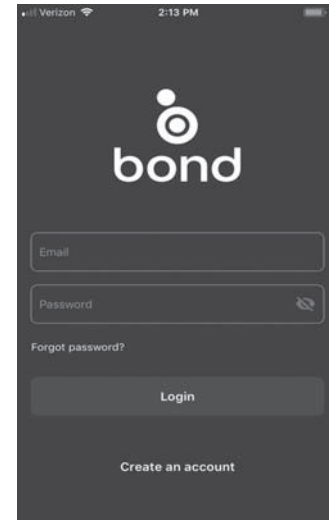 Verizon 2:13 PM
bond
Email
Password
Forgot password?
Login
Create an account